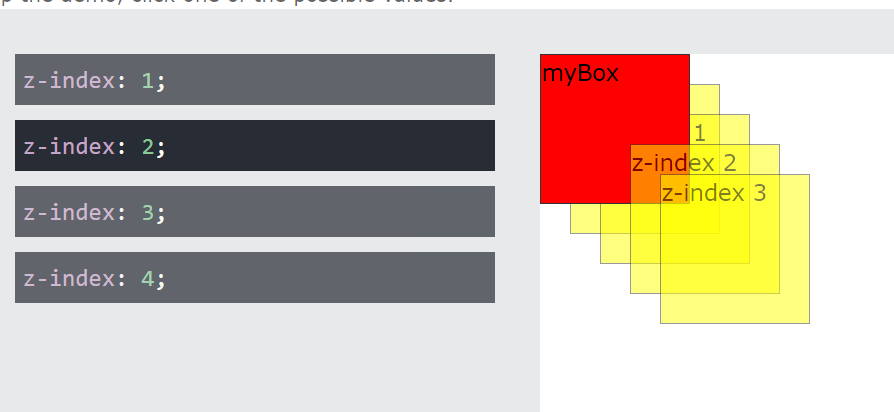 z-index: 1;
z-index: 2;
z-index: 3;
z-index: 4;
myBox
1
z-index 2
z-index 3